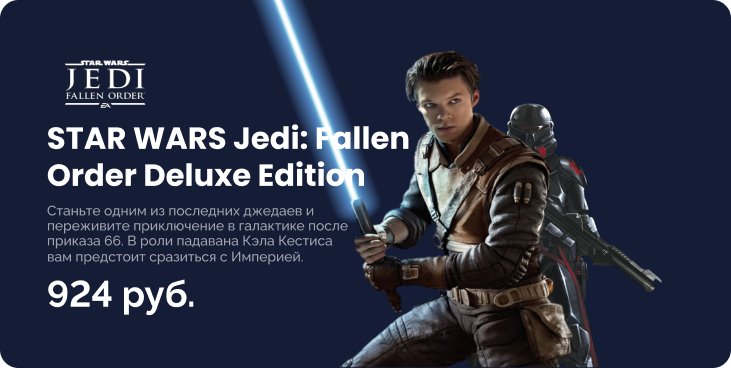 STAR WARS
JEDI
FALLEN ORDER
EA
STAR WARS Jedi: Fallen
Order Deluxe Edition
Станьте одним из последних джедаев и
переживите приключение в галактике после
приказа 66. В роли падавана Кэла Кестиса
вам предстоит сразиться с Империей.
924 руб.